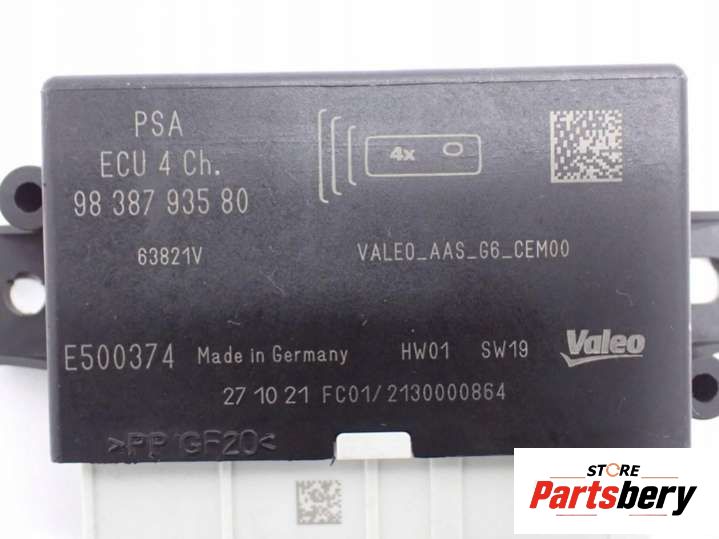 PSA
ECU 4 Ch.
98 387 935 80
63821V
4x
VALEO_AAS_G6_CEM00
E500374 Made in Germany HW01 SW19 Valeo
27 10 21 FC01/2130000864
>PP GF20<
STORE
Partsbery